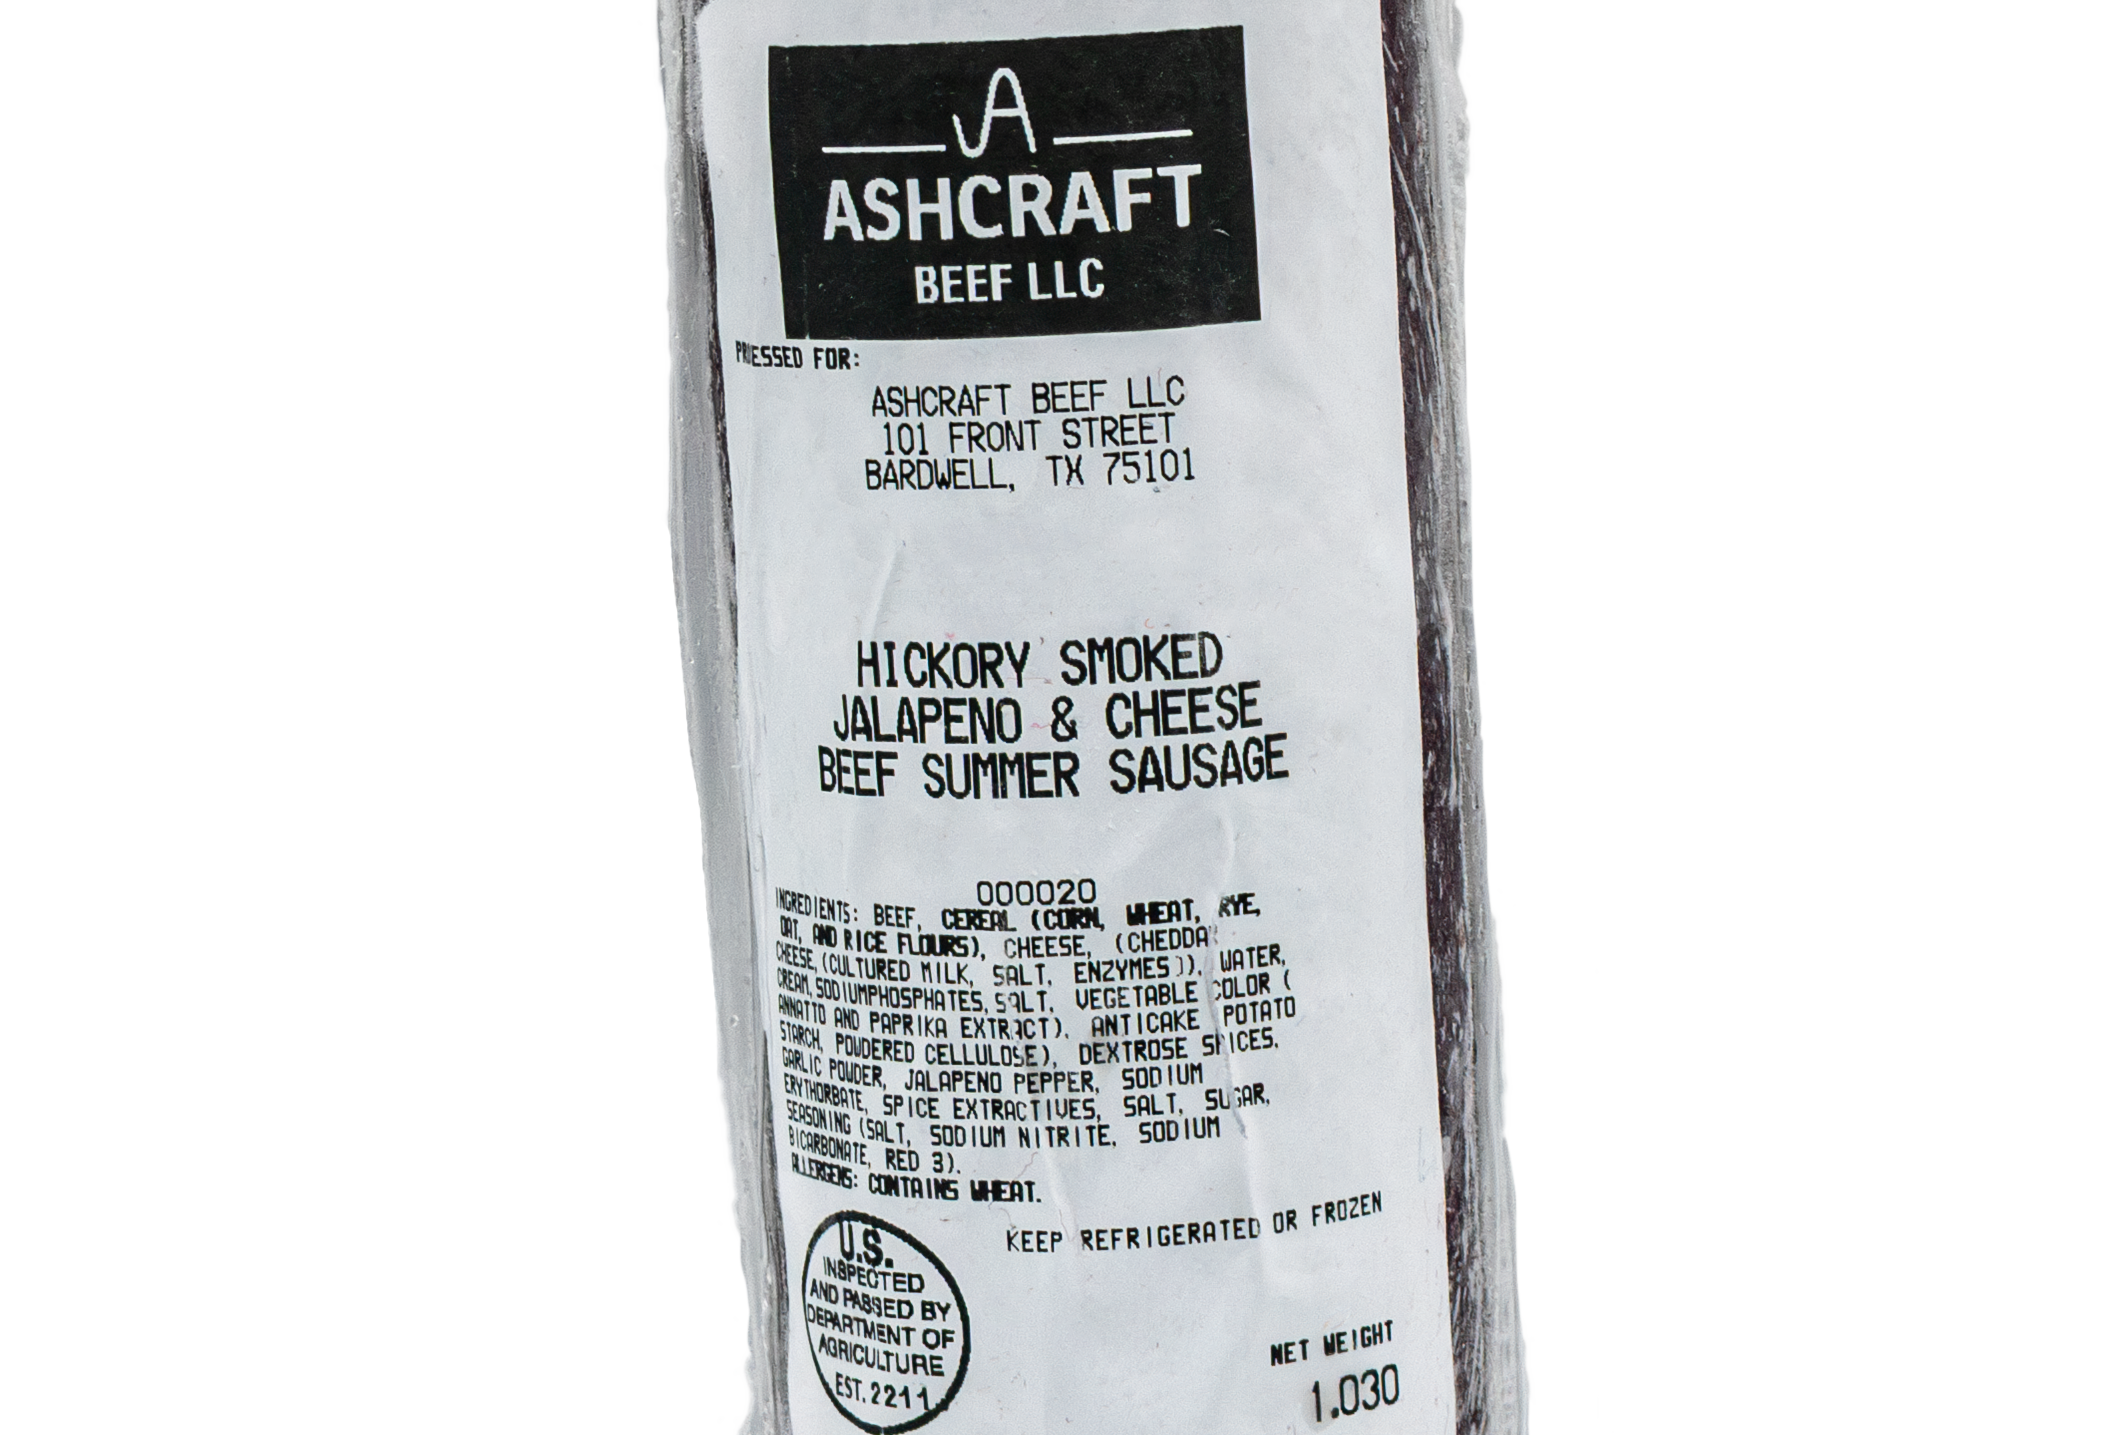 A
ASHCRAFT
BEEF LLC
PROESSED FOR:
ASHCRAFT BEEF LLC
101 FRONT STREET
BARDWELL, TX 75101
HICKORY SMOKED
JALAPENO & CHEESE
BEEF SUMMER SAUSAGE
000020
INGREDIENTS: BEEF, CEREAL (CORN, WHEAT, RYE,
OAT, AND RICE FLOURS), CHEESE, (CHEDDAR
CHEESE, (CULTURED MILK, SALT, ENZYMES)), WATER,
CREAM, SODIUMPHOSPHATES, SALT, VEGETABLE COLOR (
ANNATTO AND PAPRIKA EXTRACT), ANTICAKE POTATO
STARCH, POWDERED CELLULOSE), DEXTROSE SPICES,
GARLIC POWDER, JALAPENO PEPPER, SODIUM
ERYTHORBATE, SPICE EXTRACTIVES, SALT, SUGAR,
SEASONING (SALT, SODIUM NITRITE, SODIUM
BICARBONATE, RED 3).
ALLERGENS: CONTAINS WHEAT.
KEEP REFRIGERATED OR FROZEN
U.S.
INSPECTED
AND PASSED BY
DEPARTMENT OF
AGRICULTURE
EST. 2211
NET WEIGHT
1.030